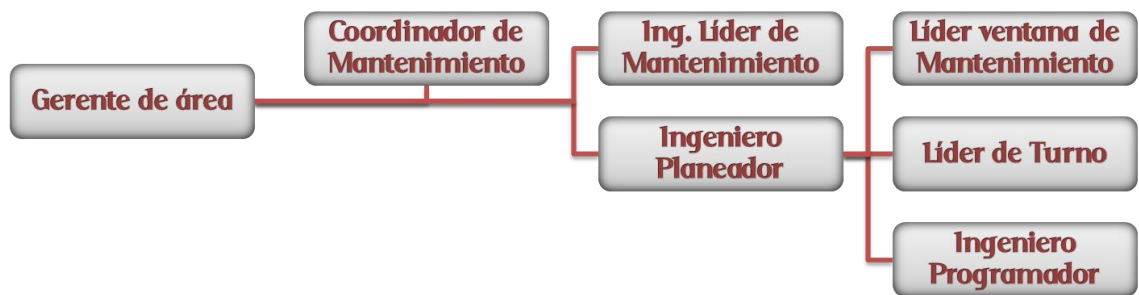 Gerente de área
Coordinador de
Mantenimiento
Ing. Líder de
Mantenimiento
Ingeniero
Planeador
Líder ventana de
Mantenimiento
Líder de Turno
Ingeniero
Programador